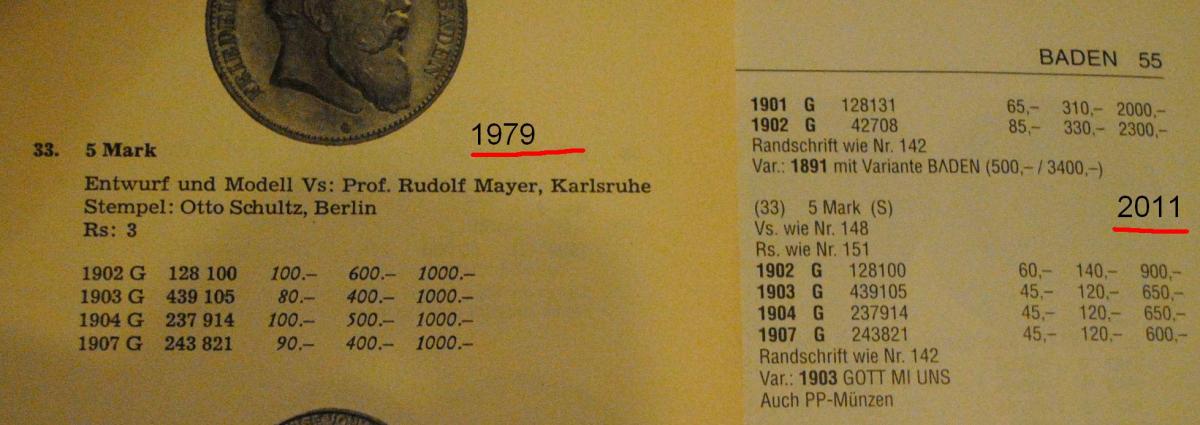 FRIEDRI
BADEN
G
1979
33. 5 Mark
Entwurf und Modell Vs: Prof. Rudolf Mayer, Karlsruhe
Stempel: Otto Schultz, Berlin
Rs: 3
1902 G 128 100 100.– 600.– 1000.–
1903 G 439 105 80.– 400.– 1000.–
1904 G 237 914 100.– 500.– 1000.–
1907 G 243 821 90.– 400.– 1000.–
BADEN 55
1901 G 128131 65,– 310,– 2000,–
1902 G 42708 85,– 330,– 2300,–
Randschrift wie Nr. 142
Var.: 1891 mit Variante BΛDEN (500,– / 3400,–)
2011
(33) 5 Mark (S)
Vs. wie Nr. 148
Rs. wie Nr. 151
1902 G 128100 60,– 140,– 900,–
1903 G 439105 45,– 120,– 650,–
1904 G 237914 45,– 120,– 650,–
1907 G 243821 45,– 120,– 600,–
Randschrift wie Nr. 142
Var.: 1903 GOTT MI UNS
Auch PP-Münzen